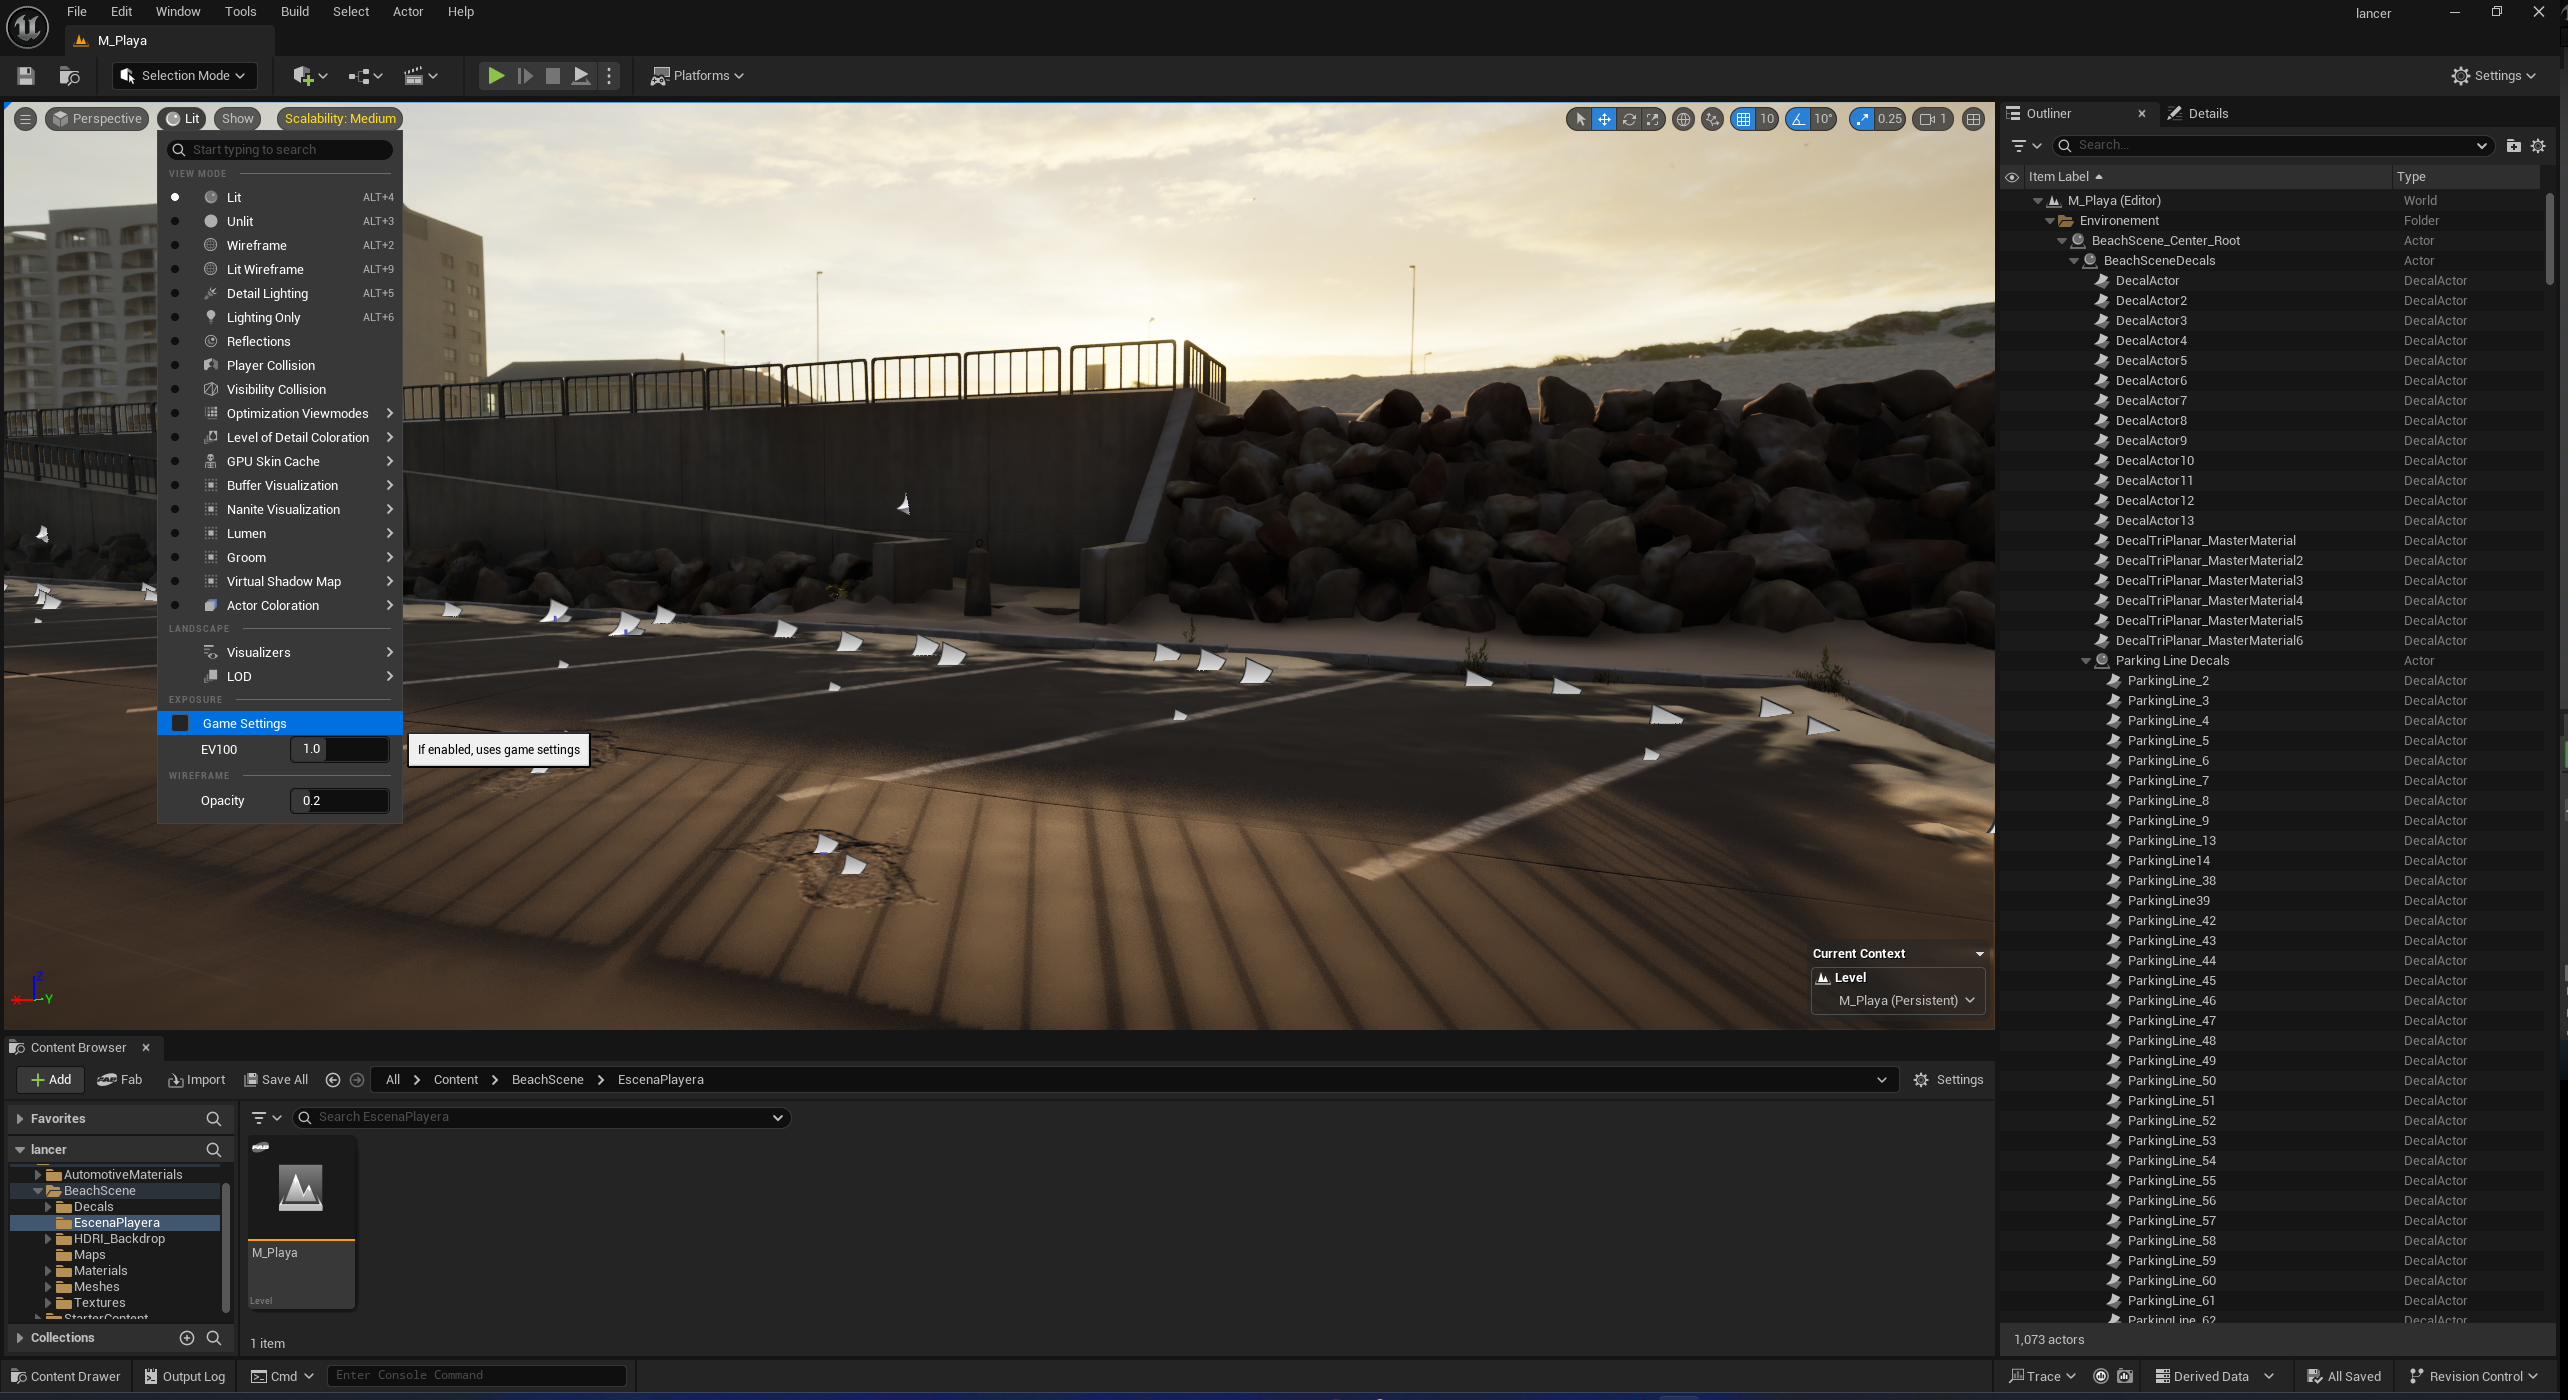 File Edit Window Tools Build Select Actor Help
lancer
M_Playa
Selection Mode
Platforms
Settings
Perspective Lit Show Scalability: Medium
10 10° 0.25 1
Start typing to search
VIEW MODE
Lit ALT+4
Unlit ALT+3
Wireframe ALT+2
Lit Wireframe ALT+9
Detail Lighting ALT+5
Lighting Only ALT+6
Reflections
Player Collision
Visibility Collision
Optimization Viewmodes
Level of Detail Coloration
GPU Skin Cache
Buffer Visualization
Nanite Visualization
Lumen
Groom
Virtual Shadow Map
Actor Coloration
LANDSCAPE
Visualizers
LOD
EXPOSURE
Game Settings
EV100 1.0
If enabled, uses game settings
WIREFRAME
Opacity 0.2
X Y Z
Current Context
Level
M_Playa (Persistent)
Outliner Details
Search...
Item Label Type
M_Playa (Editor) World
Environement Folder
BeachScene_Center_Root Actor
BeachSceneDecals Actor
DecalActor DecalActor
DecalActor2 DecalActor
DecalActor3 DecalActor
DecalActor4 DecalActor
DecalActor5 DecalActor
DecalActor6 DecalActor
DecalActor7 DecalActor
DecalActor8 DecalActor
DecalActor9 DecalActor
DecalActor10 DecalActor
DecalActor11 DecalActor
DecalActor12 DecalActor
DecalActor13 DecalActor
DecalTriPlanar_MasterMaterial DecalActor
DecalTriPlanar_MasterMaterial2 DecalActor
DecalTriPlanar_MasterMaterial3 DecalActor
DecalTriPlanar_MasterMaterial4 DecalActor
DecalTriPlanar_MasterMaterial5 DecalActor
DecalTriPlanar_MasterMaterial6 DecalActor
Parking Line Decals Actor
ParkingLine_2 DecalActor
ParkingLine_3 DecalActor
ParkingLine_4 DecalActor
ParkingLine_5 DecalActor
ParkingLine_6 DecalActor
ParkingLine_7 DecalActor
ParkingLine_8 DecalActor
ParkingLine_9 DecalActor
ParkingLine_13 DecalActor
ParkingLine14 DecalActor
ParkingLine_38 DecalActor
ParkingLine39 DecalActor
ParkingLine_42 DecalActor
ParkingLine_43 DecalActor
ParkingLine_44 DecalActor
ParkingLine_45 DecalActor
ParkingLine_46 DecalActor
ParkingLine_47 DecalActor
ParkingLine_48 DecalActor
ParkingLine_49 DecalActor
ParkingLine_50 DecalActor
ParkingLine_51 DecalActor
ParkingLine_52 DecalActor
ParkingLine_53 DecalActor
ParkingLine_54 DecalActor
ParkingLine_55 DecalActor
ParkingLine_56 DecalActor
ParkingLine_57 DecalActor
ParkingLine_58 DecalActor
ParkingLine_59 DecalActor
ParkingLine_60 DecalActor
ParkingLine_61 DecalActor
ParkingLine_62 DecalActor
1,073 actors
Content Browser
Add Fab Import Save All All Content BeachScene EscenaPlayera Settings
Favorites
lancer
AutomotiveMaterials
BeachScene
Decals
EscenaPlayera
HDRI_Backdrop
Maps
Materials
Meshes
Textures
StarterContent
Collections
Search EscenaPlayera
M_Playa
Level
1 item
Content Drawer Output Log Cmd Enter Console Command Trace Derived Data All Saved Revision Control